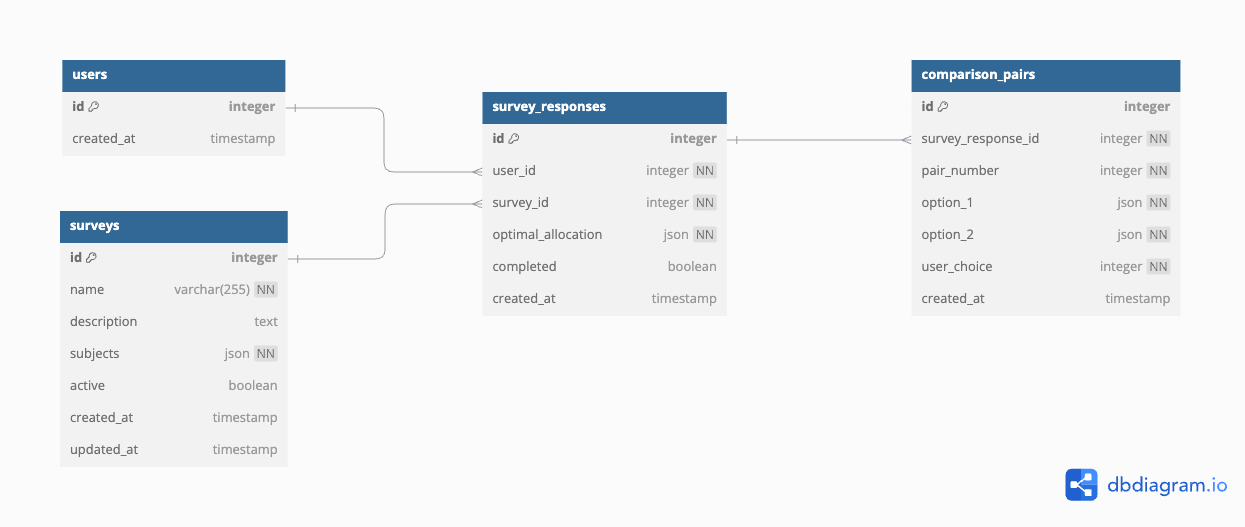 users
id integer
created_at timestamp
surveys
id integer
name varchar(255) NN
description text
subjects json NN
active boolean
created_at timestamp
updated_at timestamp
survey_responses
id integer
user_id integer NN
survey_id integer NN
optimal_allocation json NN
completed boolean
created_at timestamp
comparison_pairs
id integer
survey_response_id integer NN
pair_number integer NN
option_1 json NN
option_2 json NN
user_choice integer NN
created_at timestamp
dbdiagram.io